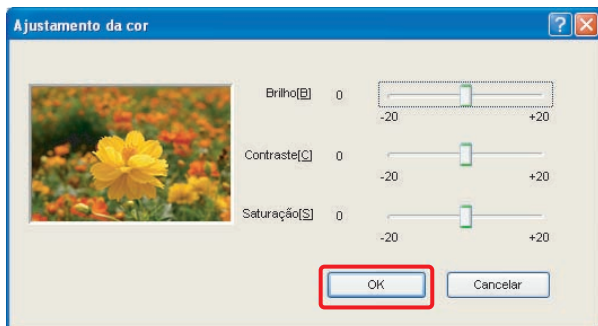 Ajustamento da cor
Brilho[B] 0
-20 +20
Contraste[C] 0
-20 +20
Saturação[S] 0
-20 +20
OK Cancelar